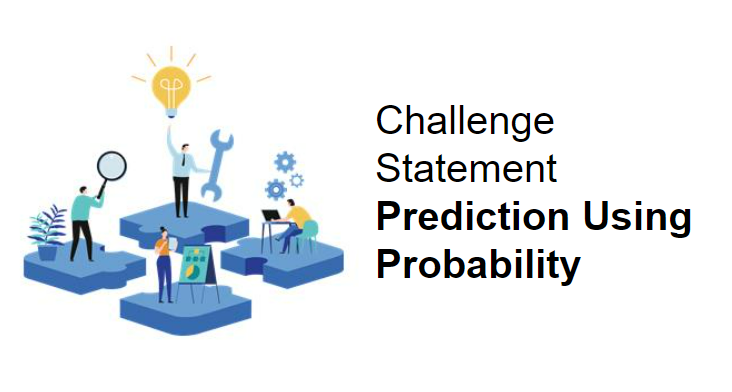 Challenge
Statement
Prediction Using
Probability